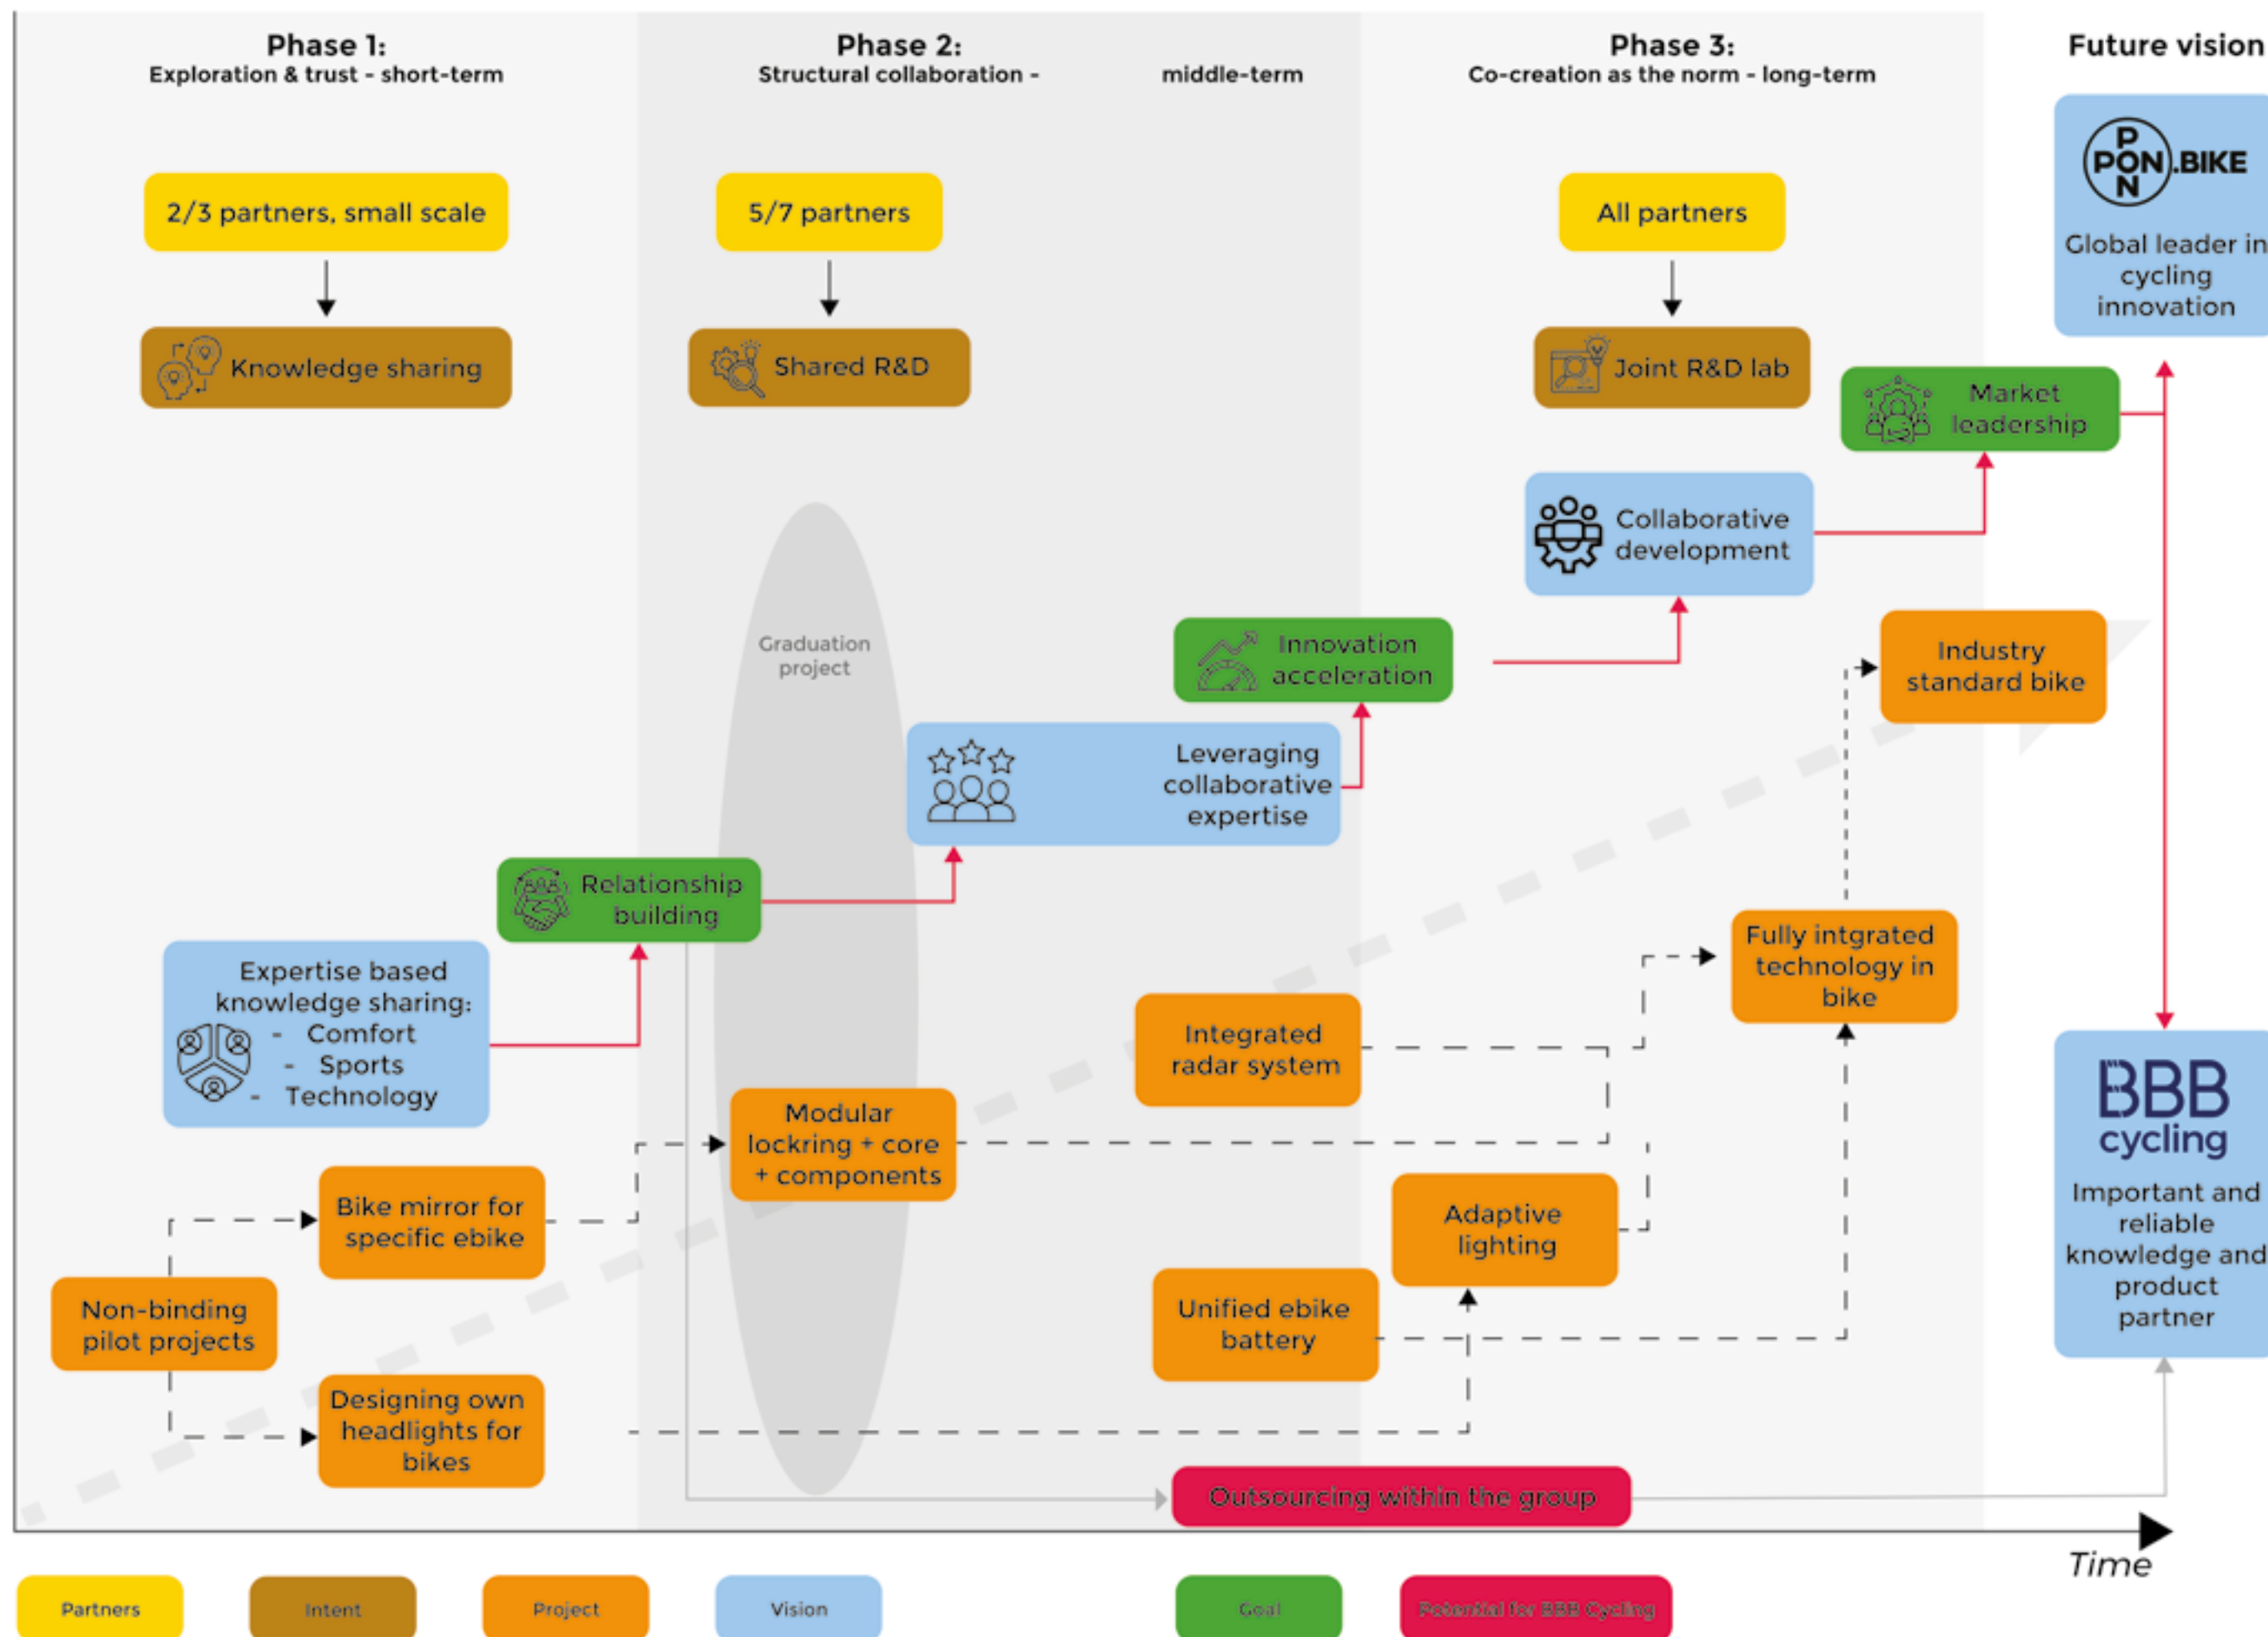 Phase 1:
Exploration & trust - short-term
Phase 2:
Structural collaboration - middle-term
Phase 3:
Co-creation as the norm - long-term
Future vision
2/3 partners, small scale
5/7 partners
All partners
PON
PON.BIKE
Global leader in
cycling
innovation
Knowledge sharing
Shared R&D
Joint R&D lab
Market
leadership
Collaborative
development
Graduation
project
Innovation
acceleration
Industry
standard bike
Leveraging
collaborative
expertise
Relationship
building
Expertise based
knowledge sharing:
- Comfort
- Sports
- Technology
Fully intgrated
technology in
bike
Integrated
radar system
Modular
lockring + core
+ components
BBB
cycling
Important and
reliable
knowledge and
product
partner
Bike mirror for
specific ebike
Adaptive
lighting
Non-binding
pilot projects
Unified ebike
battery
Designing own
headlights for
bikes
Outsourcing within the group
Time
Partners
Intent
Project
Vision
Goal
Potential for BBB Cycling